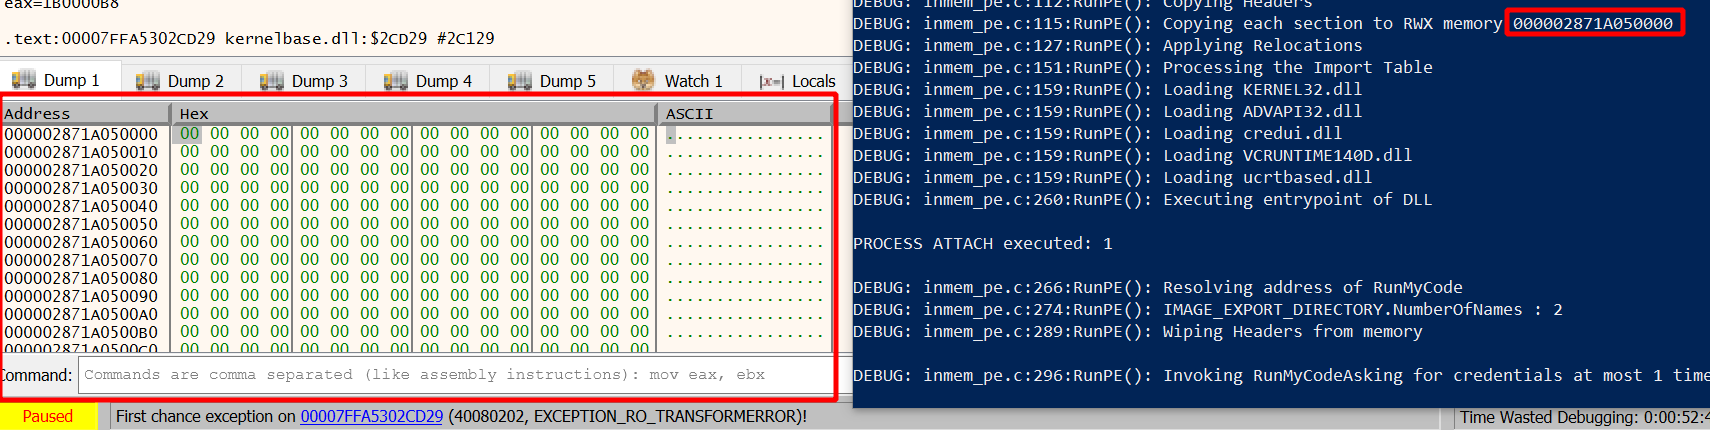 eax=1B0000B8
.text:00007FFA5302CD29 kernelbase.dll:$2CD29 #2C129
Dump 1 Dump 2 Dump 3 Dump 4 Dump 5 Watch 1 Locals
Address Hex ASCII
000002871A050000 00 00 00 00 00 00 00 00 00 00 00 00 00 00 00 00 ................
000002871A050010 00 00 00 00 00 00 00 00 00 00 00 00 00 00 00 00 ................
000002871A050020 00 00 00 00 00 00 00 00 00 00 00 00 00 00 00 00 ................
000002871A050030 00 00 00 00 00 00 00 00 00 00 00 00 00 00 00 00 ................
000002871A050040 00 00 00 00 00 00 00 00 00 00 00 00 00 00 00 00 ................
000002871A050050 00 00 00 00 00 00 00 00 00 00 00 00 00 00 00 00 ................
000002871A050060 00 00 00 00 00 00 00 00 00 00 00 00 00 00 00 00 ................
000002871A050070 00 00 00 00 00 00 00 00 00 00 00 00 00 00 00 00 ................
000002871A050080 00 00 00 00 00 00 00 00 00 00 00 00 00 00 00 00 ................
000002871A050090 00 00 00 00 00 00 00 00 00 00 00 00 00 00 00 00 ................
000002871A0500A0 00 00 00 00 00 00 00 00 00 00 00 00 00 00 00 00 ................
000002871A0500B0 00 00 00 00 00 00 00 00 00 00 00 00 00 00 00 00 ................
000002871A0500C0 00 00 00 00 00 00 00 00 00 00 00 00 00 00 00 00 ................
Command: Commands are comma separated (like assembly instructions): mov eax, ebx
Paused First chance exception on 00007FFA5302CD29 (40080202, EXCEPTION_RO_TRANSFORMERROR)!
DEBUG: inmem_pe.c:112:RunPE(): Copying Headers
DEBUG: inmem_pe.c:115:RunPE(): Copying each section to RWX memory 000002871A050000
DEBUG: inmem_pe.c:127:RunPE(): Applying Relocations
DEBUG: inmem_pe.c:151:RunPE(): Processing the Import Table
DEBUG: inmem_pe.c:159:RunPE(): Loading KERNEL32.dll
DEBUG: inmem_pe.c:159:RunPE(): Loading ADVAPI32.dll
DEBUG: inmem_pe.c:159:RunPE(): Loading credui.dll
DEBUG: inmem_pe.c:159:RunPE(): Loading VCRUNTIME140D.dll
DEBUG: inmem_pe.c:159:RunPE(): Loading ucrtbased.dll
DEBUG: inmem_pe.c:260:RunPE(): Executing entrypoint of DLL
PROCESS ATTACH executed: 1
DEBUG: inmem_pe.c:266:RunPE(): Resolving address of RunMyCode
DEBUG: inmem_pe.c:274:RunPE(): IMAGE_EXPORT_DIRECTORY.NumberOfNames : 2
DEBUG: inmem_pe.c:289:RunPE(): Wiping Headers from memory
DEBUG: inmem_pe.c:296:RunPE(): Invoking RunMyCodeAsking for credentials at most 1 time
Time Wasted Debugging: 0:00:52:4